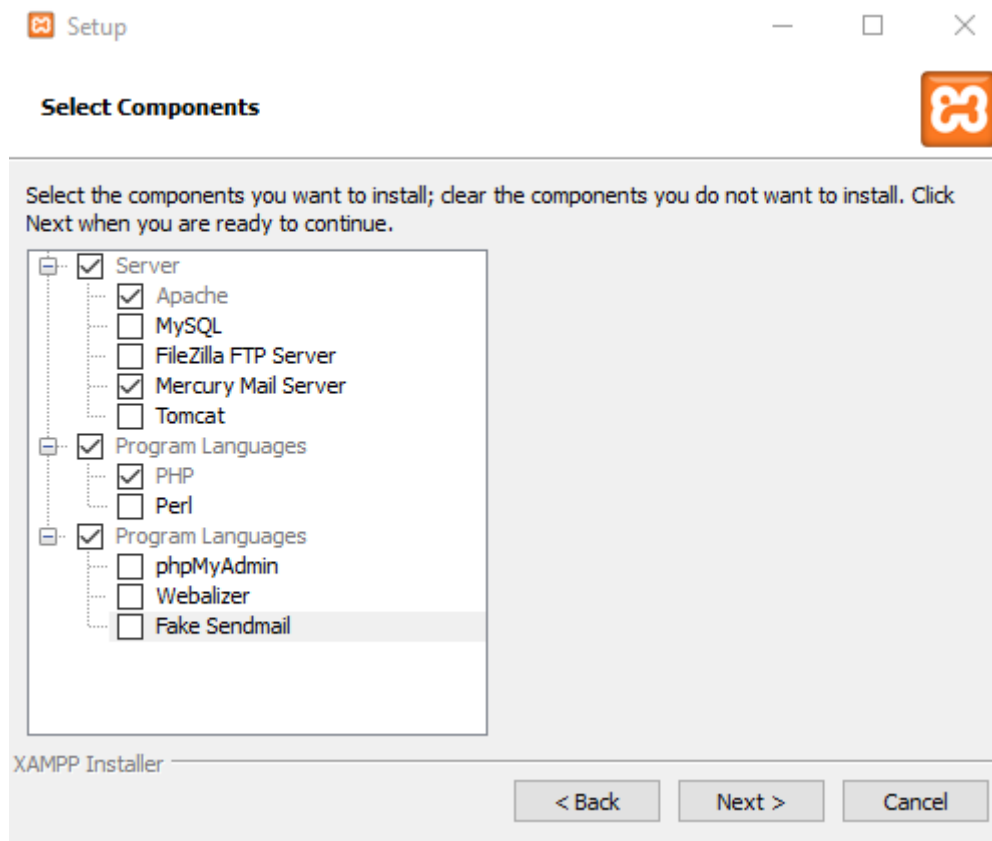 Setup
Select Components
Select the components you want to install; clear the components you do not want to install. Click
Next when you are ready to continue.
Server
Apache
MySQL
FileZilla FTP Server
Mercury Mail Server
Tomcat
Program Languages
PHP
Perl
Program Languages
phpMyAdmin
Webalizer
Fake Sendmail
XAMPP Installer
< Back
Next >
Cancel